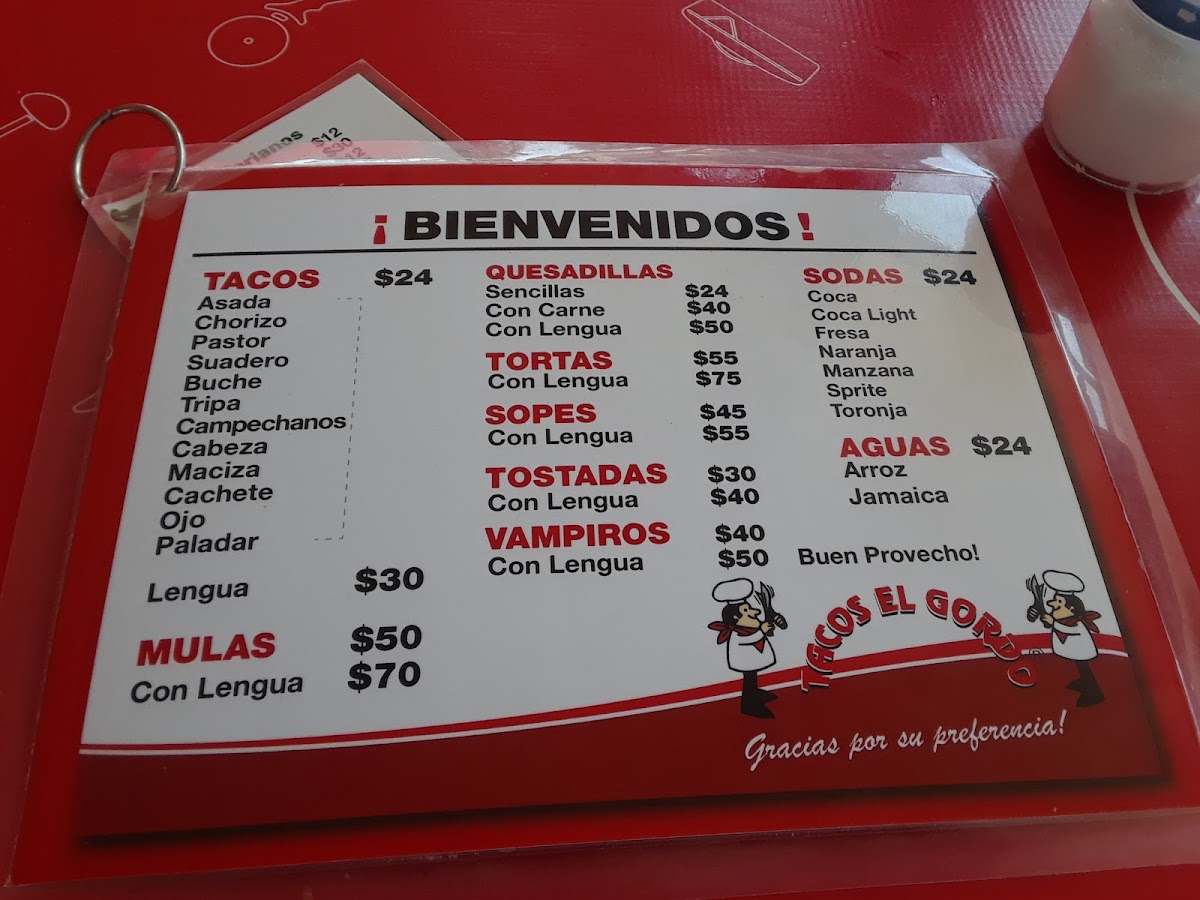 $12
$30
¡BIENVENIDOS!
TACOS $24
Asada
Chorizo
Pastor
Suadero
Buche
Tripa
Campechanos
Cabeza
Maciza
Cachete
Ojo
Paladar
Lengua $30
MULAS $50
Con Lengua $70
QUESADILLAS
Sencillas $24
Con Carne $40
Con Lengua $50
TORTAS $55
Con Lengua $75
SOPES $45
Con Lengua $55
TOSTADAS $30
Con Lengua $40
VAMPIROS $40
Con Lengua $50
SODAS $24
Coca
Coca Light
Fresa
Naranja
Manzana
Sprite
Toronja
AGUAS $24
Arroz
Jamaica
Buen Provecho!
TACOS EL GORDO ®
Gracias por su preferencia!